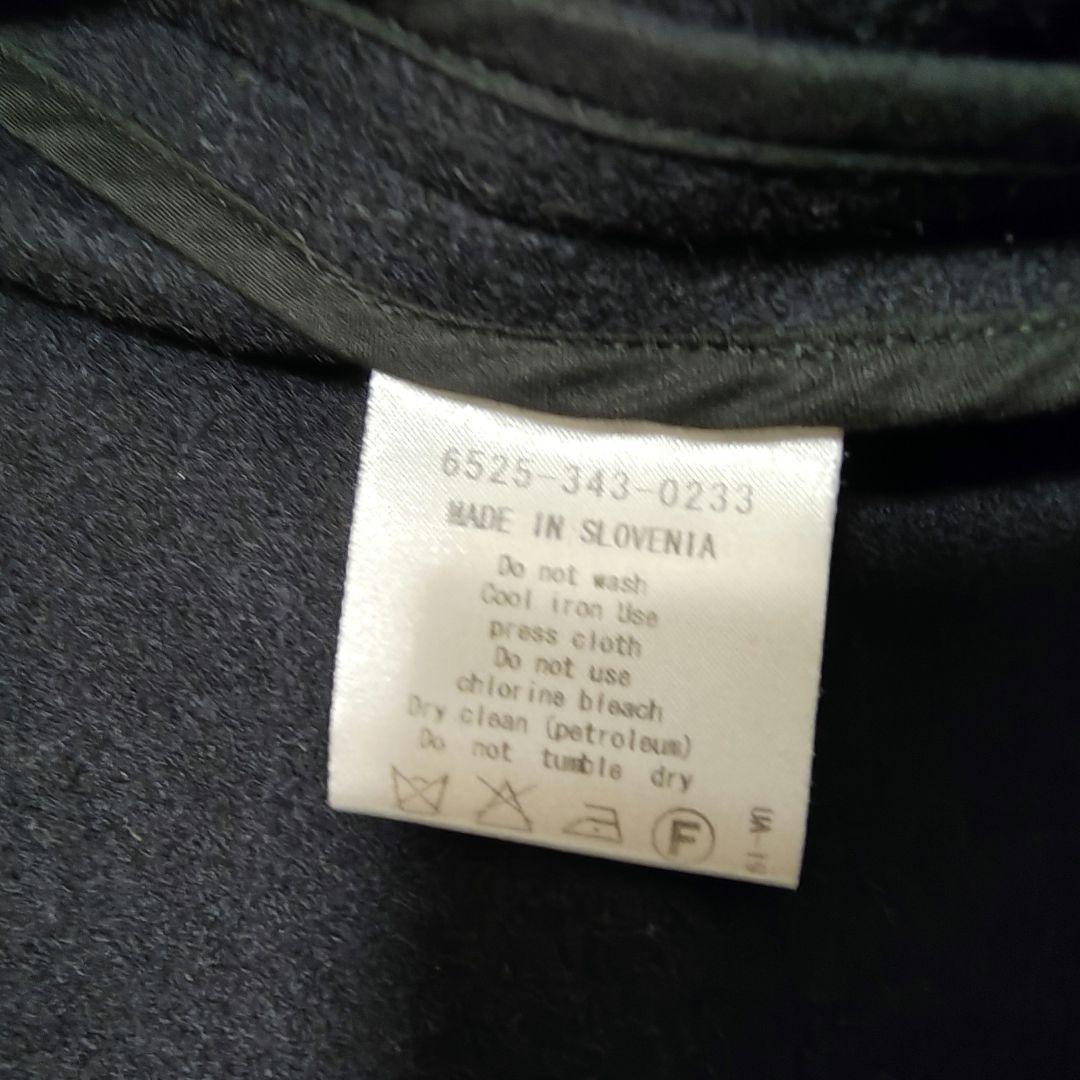 6525-343-0233
MADE IN SLOVENIA
Do not wash
Cool iron Use
press cloth
Do not use
chlorine bleach
Dry clean (petroleum)
Do not tumble dry
F